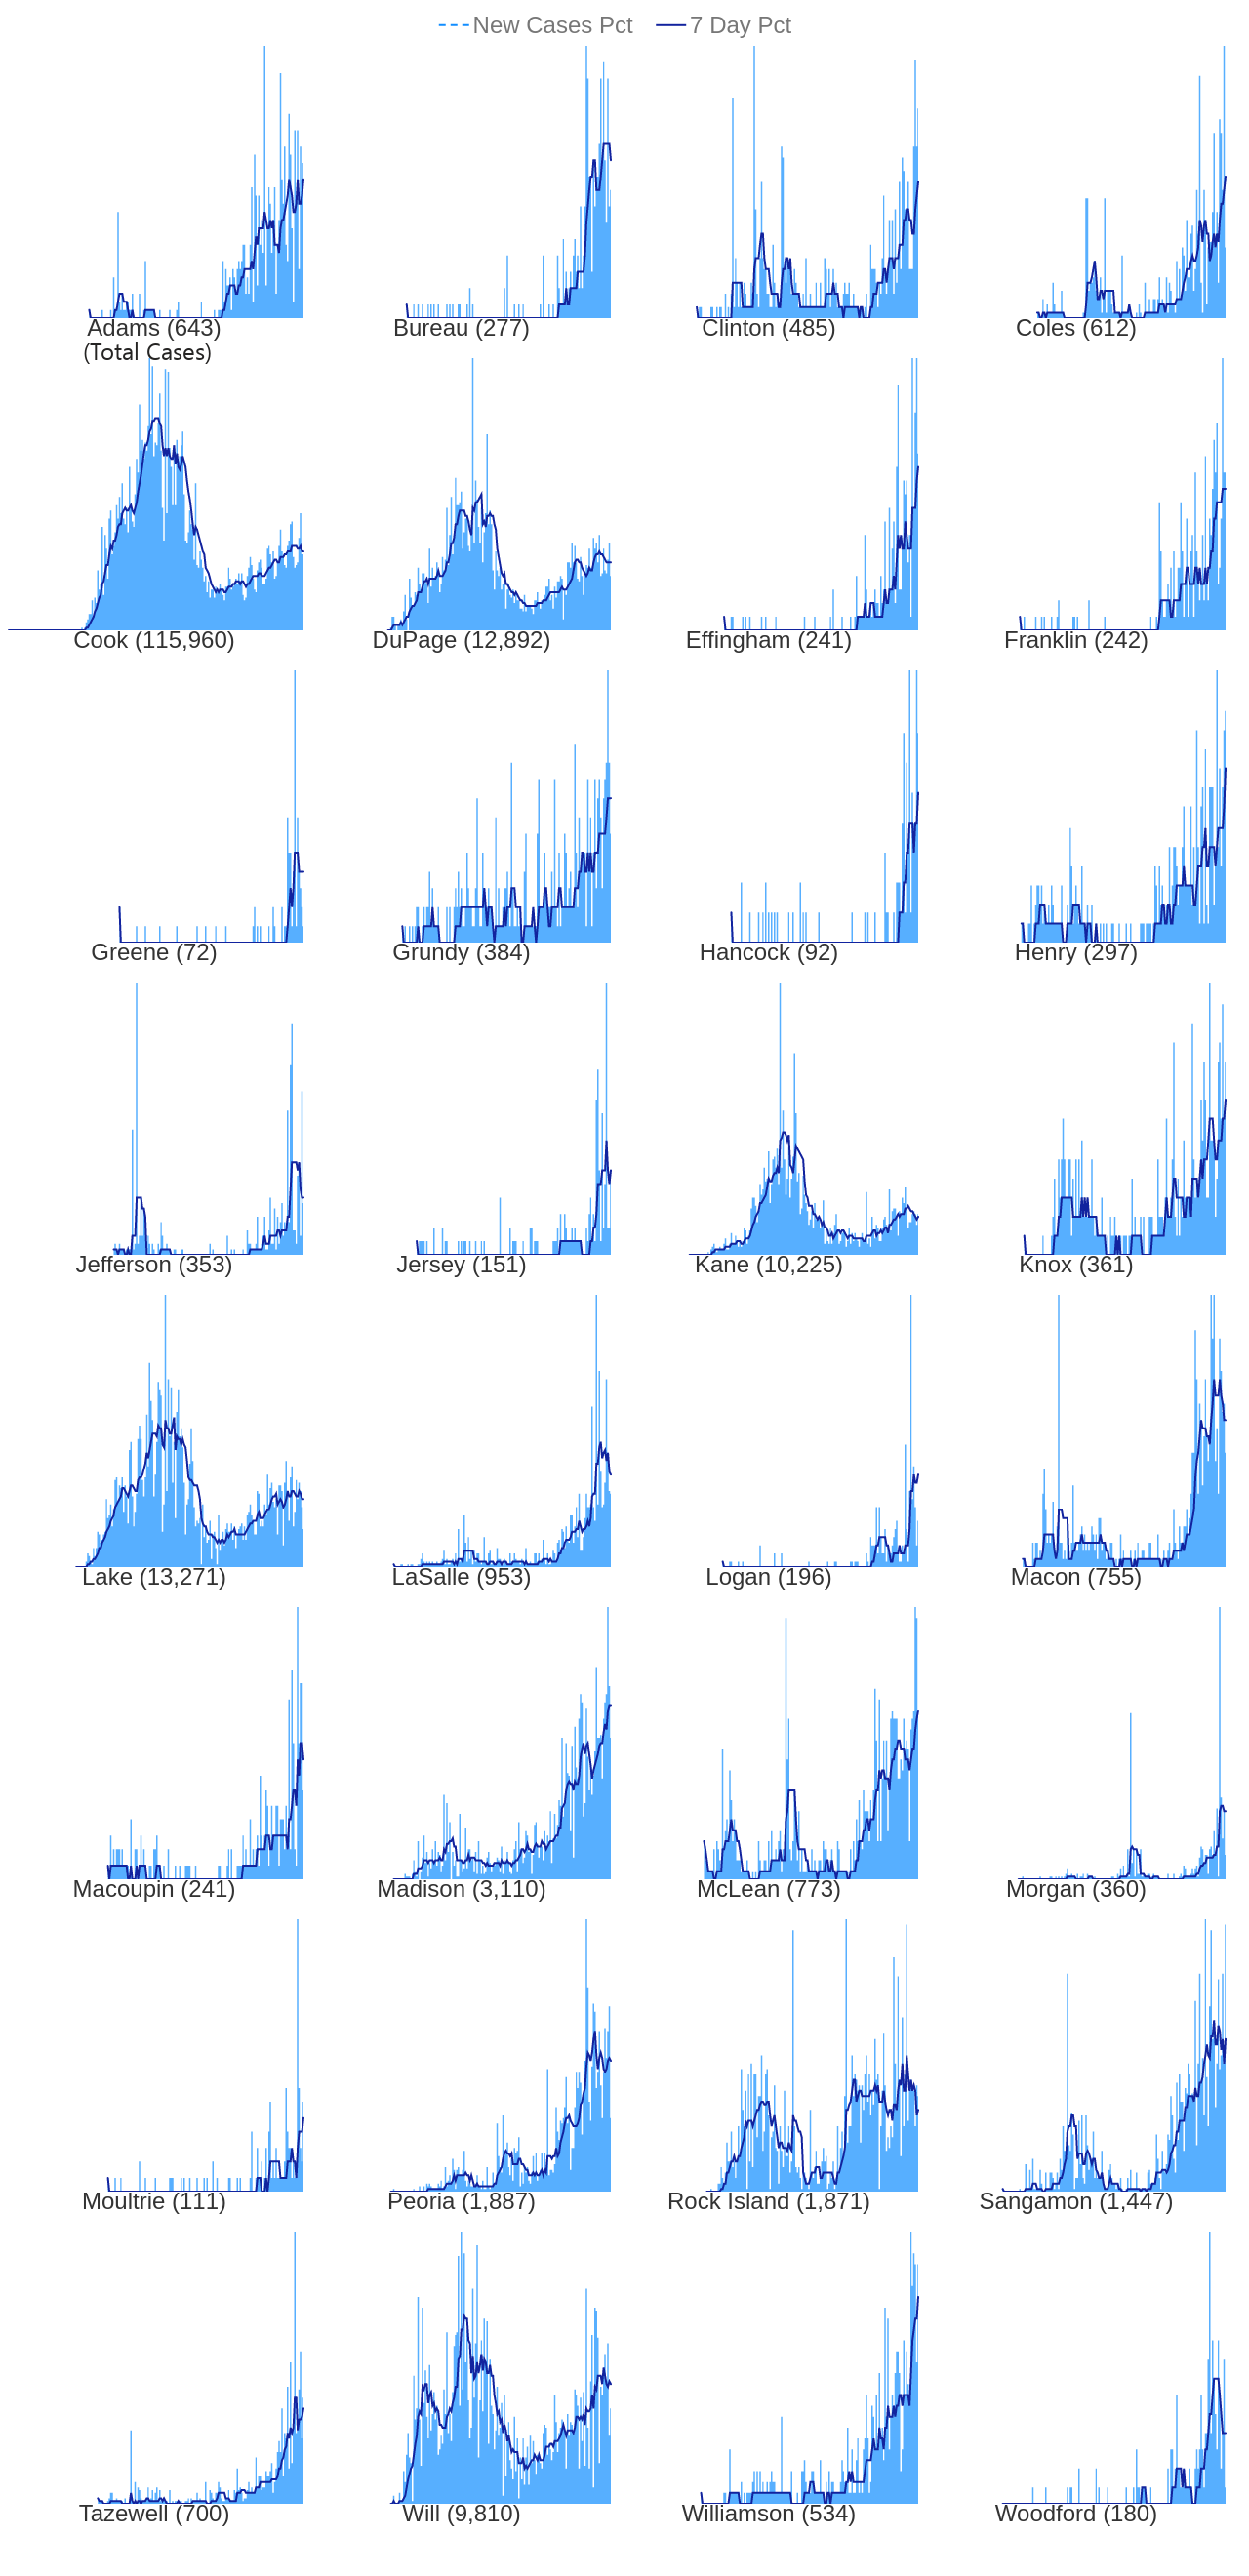 New Cases Pct 7 Day Pct
Adams (643) Bureau (277) Clinton (485) Coles (612)
(Total Cases)
Cook (115,960) DuPage (12,892) Effingham (241) Franklin (242)
Greene (72) Grundy (384) Hancock (92) Henry (297)
Jefferson (353) Jersey (151) Kane (10,225) Knox (361)
Lake (13,271) LaSalle (953) Logan (196) Macon (755)
Macoupin (241) Madison (3,110) McLean (773) Morgan (360)
Moultrie (111) Peoria (1,887) Rock Island (1,871) Sangamon (1,447)
Tazewell (700) Will (9,810) Williamson (534) Woodford (180)